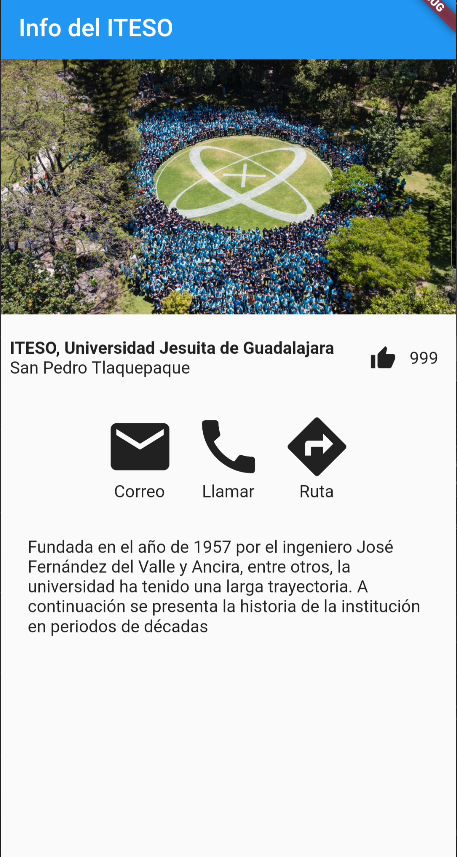 Info del ITESO
ITESO, Universidad Jesuita de Guadalajara
San Pedro Tlaquepaque
999
Correo
Llamar
Ruta
Fundada en el año de 1957 por el ingeniero José
Fernández del Valle y Ancira, entre otros, la
universidad ha tenido una larga trayectoria. A
continuación se presenta la historia de la institución
en periodos de décadas